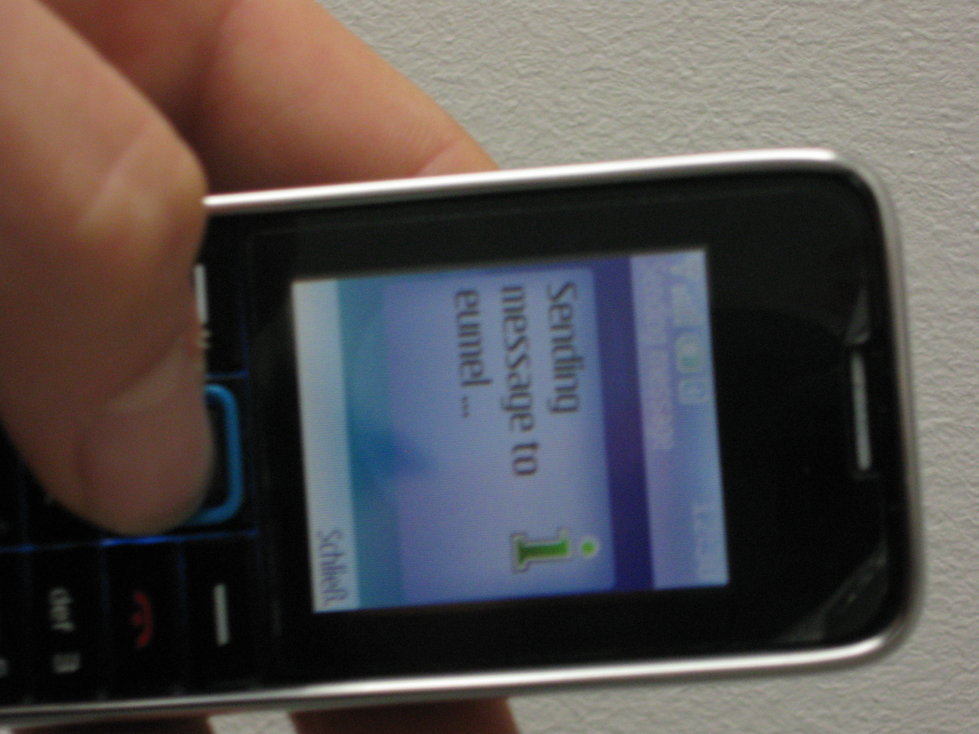 Sending message
Sending
message to
eumel ...
Schließ.
def 3